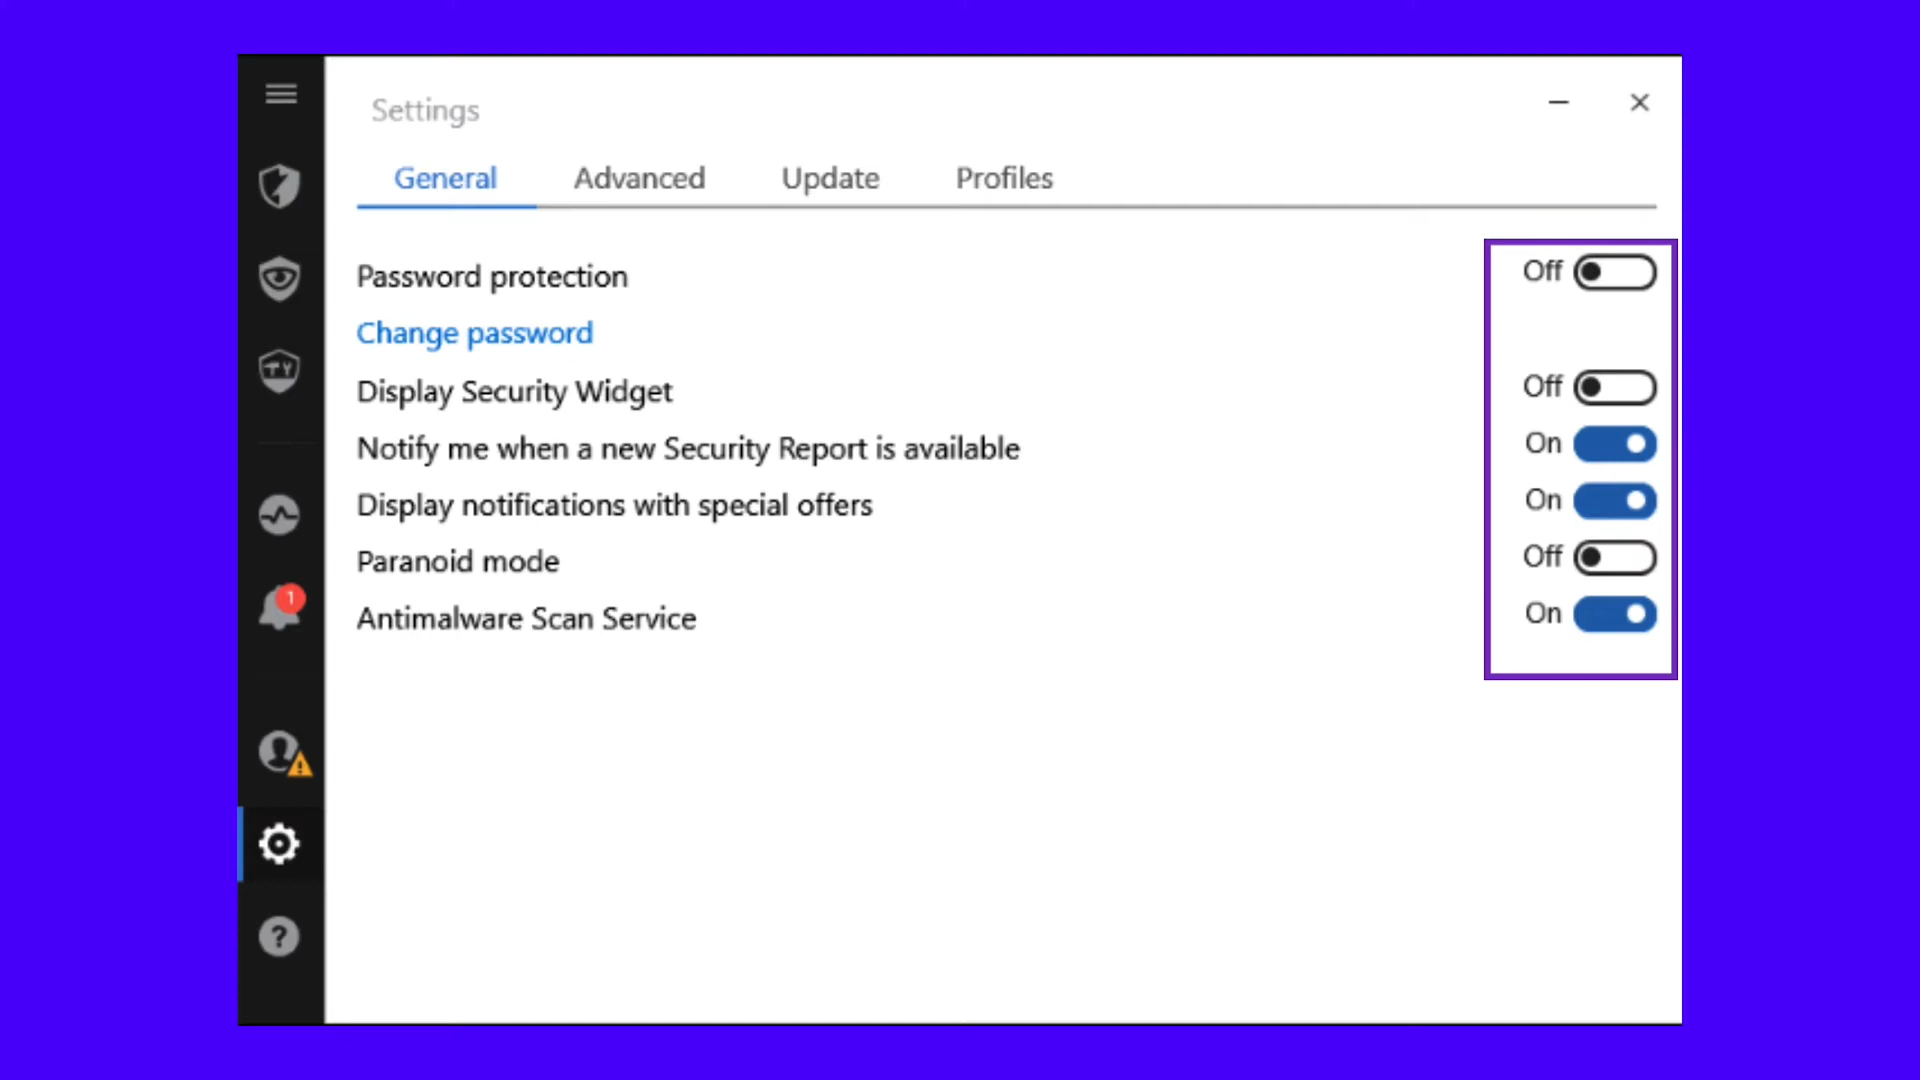 Settings
General Advanced Update Profiles
Password protection Off
Change password
Display Security Widget Off
Notify me when a new Security Report is available On
Display notifications with special offers On
Paranoid mode Off
1
Antimalware Scan Service On
?